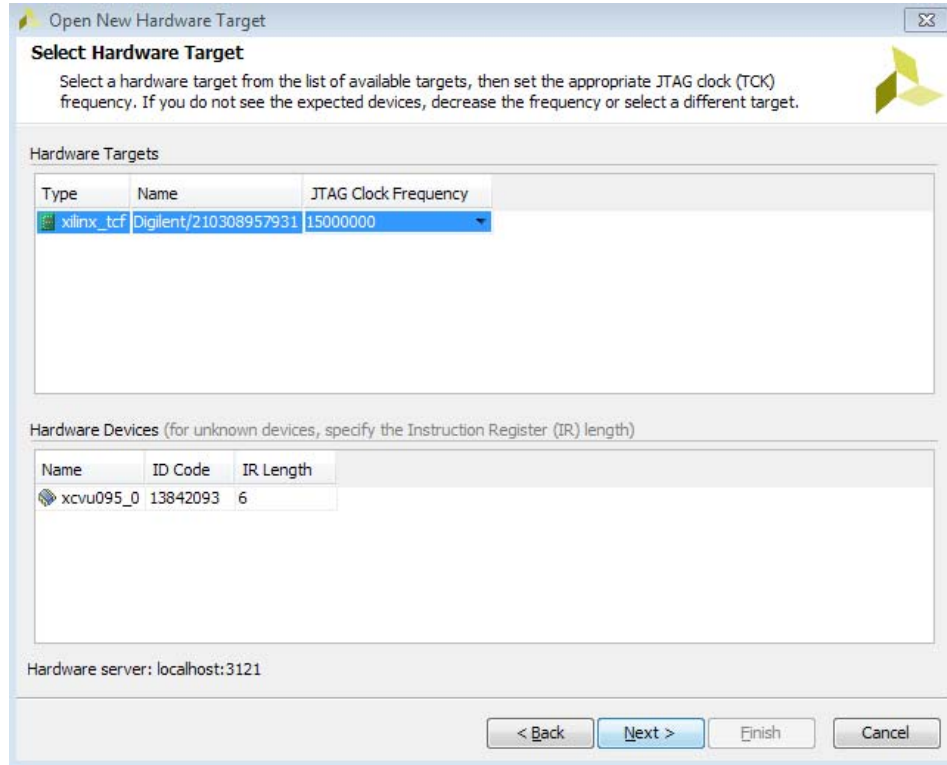 Open New Hardware Target
Select Hardware Target
Select a hardware target from the list of available targets, then set the appropriate JTAG clock (TCK)
frequency. If you do not see the expected devices, decrease the frequency or select a different target.
Hardware Targets
Type Name JTAG Clock Frequency
xilinx_tcf Digilent/210308957931 15000000
Hardware Devices (for unknown devices, specify the Instruction Register (IR) length)
Name ID Code IR Length
xcvu095_0 13842093 6
Hardware server: localhost:3121
< Back Next > Finish Cancel